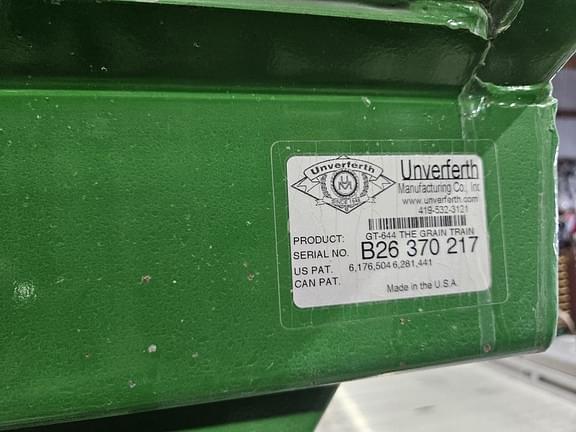 Unverferth
UM
SINCE 1948
Unverferth
Manufacturing Co., Inc
www.unverferth.com
419-532-3121
PRODUCT: GT-644 THE GRAIN TRAIN
SERIAL NO. B26 370 217
US PAT. 6,176,504 6,281,441
CAN PAT.
Made in the U.S.A.